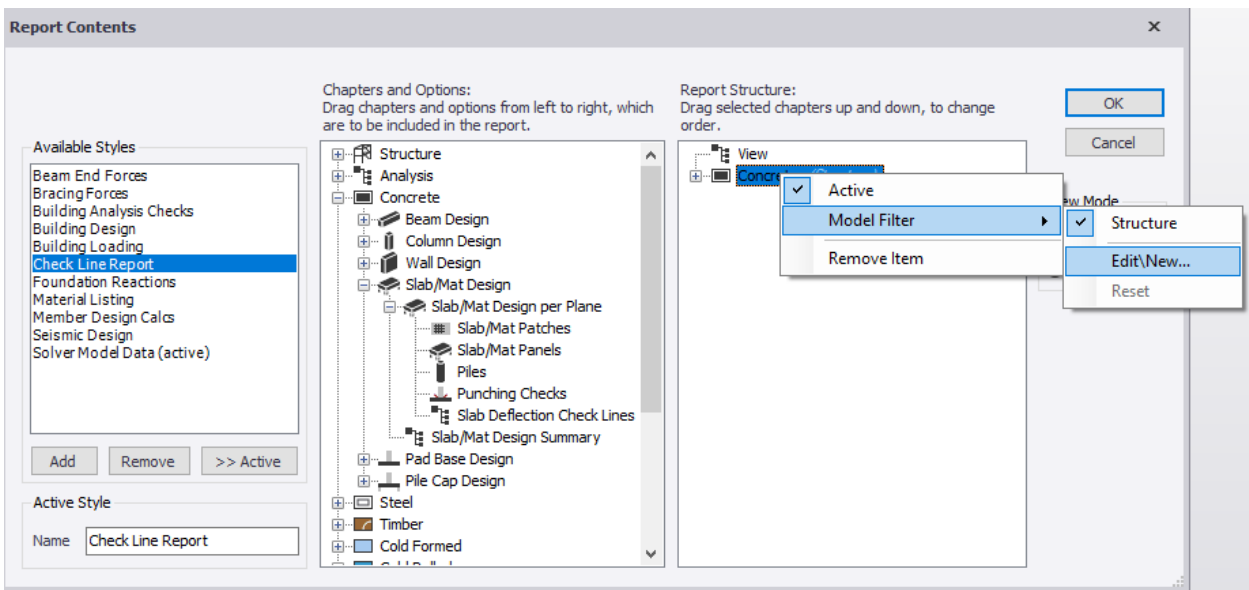 Report Contents
Chapters and Options:
Drag chapters and options from left to right, which
are to be included in the report.
Report Structure:
Drag selected chapters up and down, to change
order.
OK
Cancel
Available Styles
Beam End Forces
Bracing Forces
Building Analysis Checks
Building Design
Building Loading
Check Line Report
Foundation Reactions
Material Listing
Member Design Calcs
Seismic Design
Solver Model Data (active)
Add
Remove
>> Active
Active Style
Name
Check Line Report
Structure
Analysis
Concrete
Beam Design
Column Design
Wall Design
Slab/Mat Design
Slab/Mat Design per Plane
Slab/Mat Patches
Slab/Mat Panels
Piles
Punching Checks
Slab Deflection Check Lines
Slab/Mat Design Summary
Pad Base Design
Pile Cap Design
Steel
Timber
Cold Formed
View
Active
Model Filter
Remove Item
Mode
Structure
Edit\New...
Reset